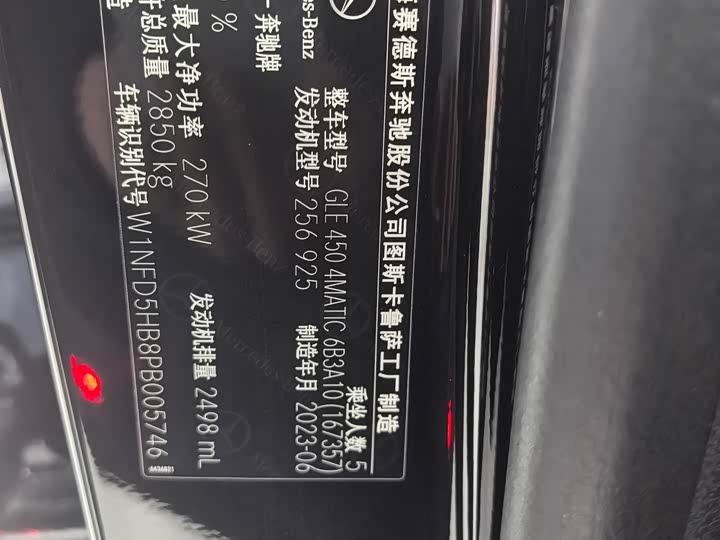 赛德斯奔驰股份公司图斯卡鲁萨工厂制造
es-Benz
一奔驰牌
整车型号 GLE 450 4MATIC 6B3A10 (167357)
乘坐人数 5
发动机型号 256 925
制造年月 2023-06
%
最大净功率 270 kW
发动机排量 2498 mL
总质量 2850 kg
车辆识别代号 W1NFD5HB8PB005746